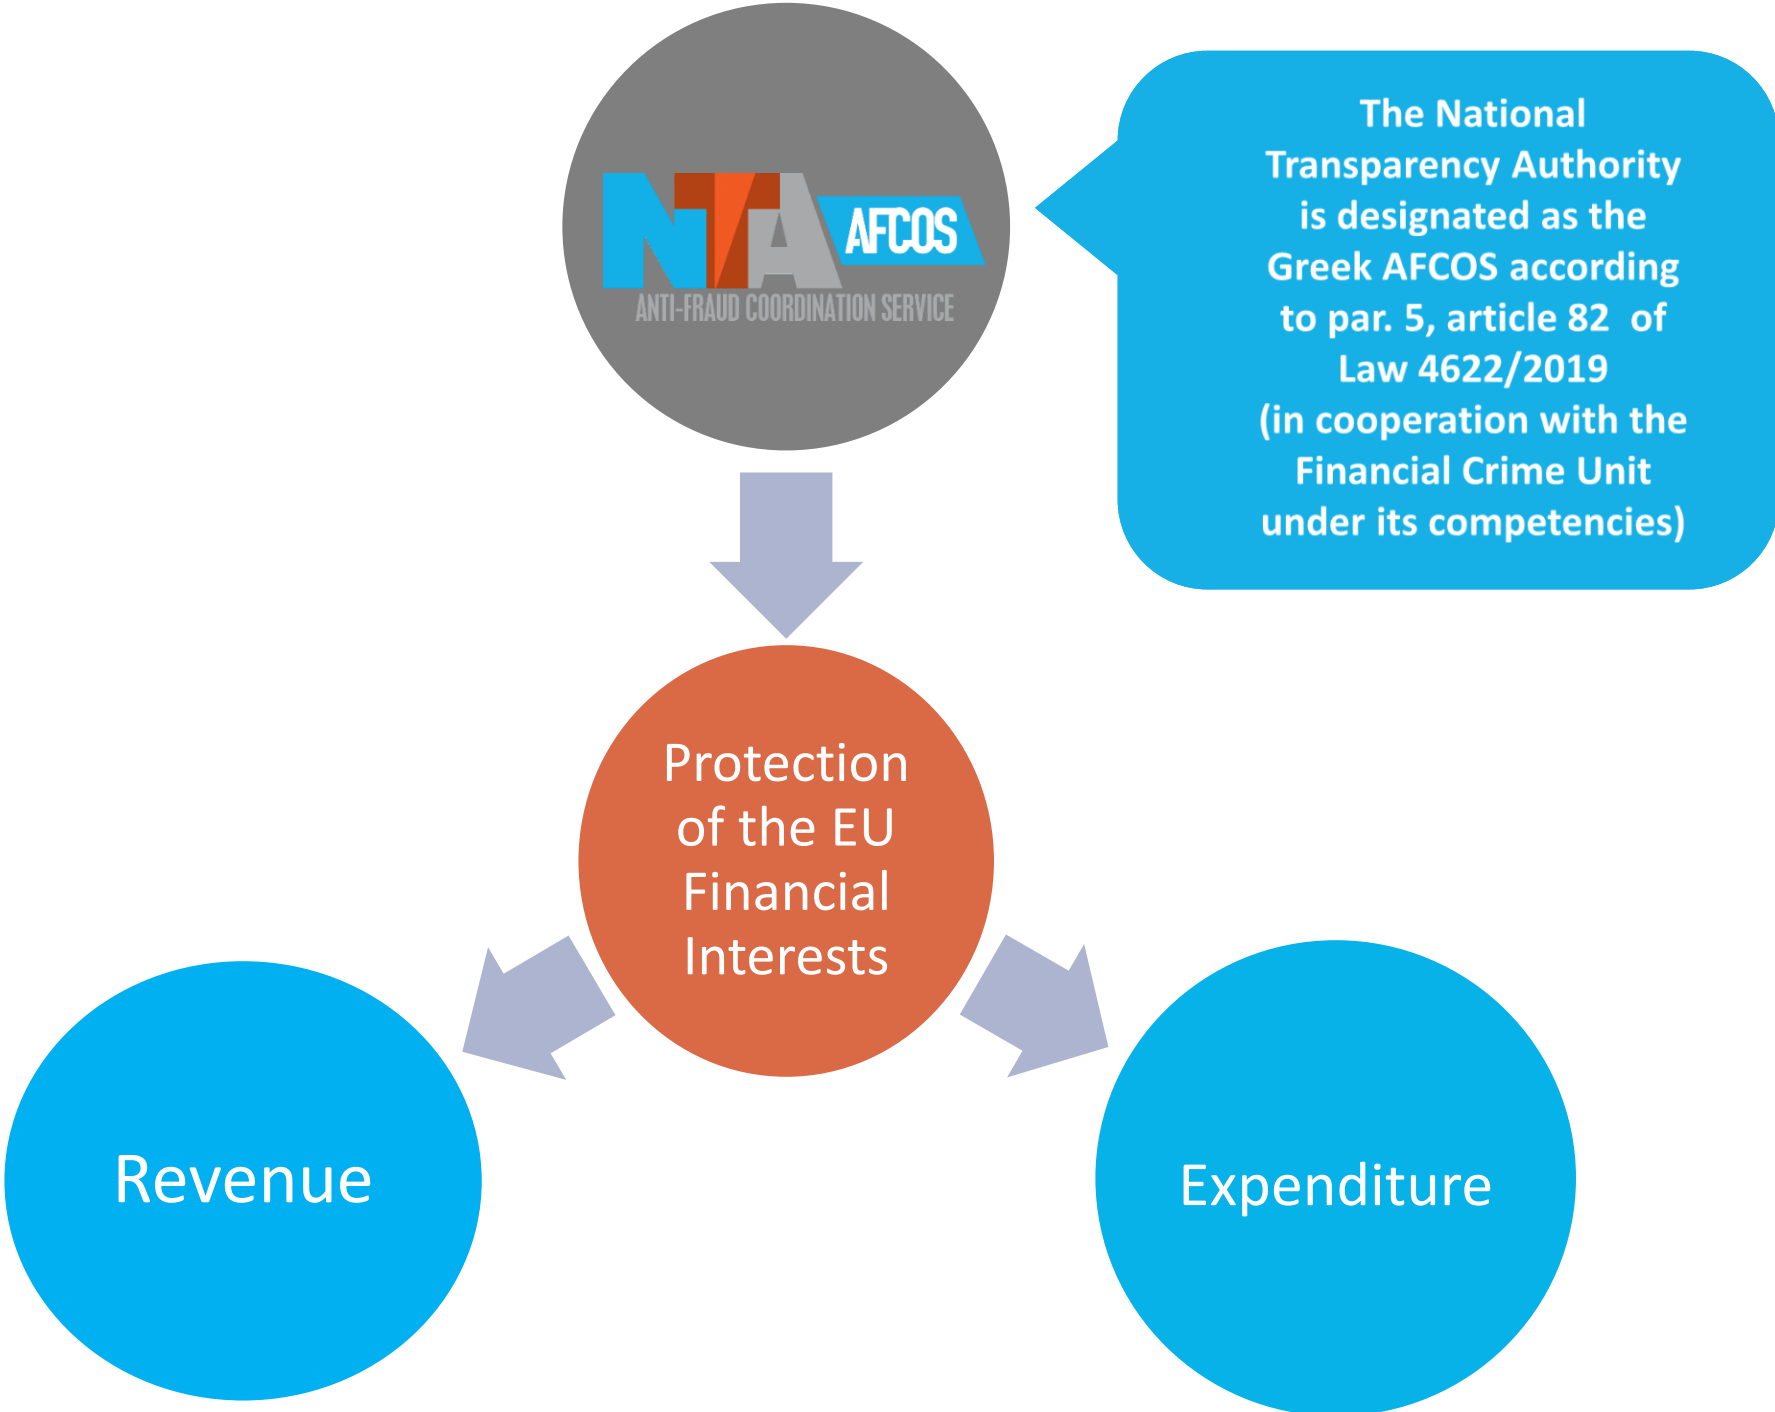 NTA
AFCOS
ANTI-FRAUD COORDINATION SERVICE
The National
Transparency Authority
is designated as the
Greek AFCOS according
to par. 5, article 82  of
Law 4622/2019
(in cooperation with the
Financial Crime Unit
under its competencies)
Protection
of the EU
Financial
Interests
Revenue
Expenditure